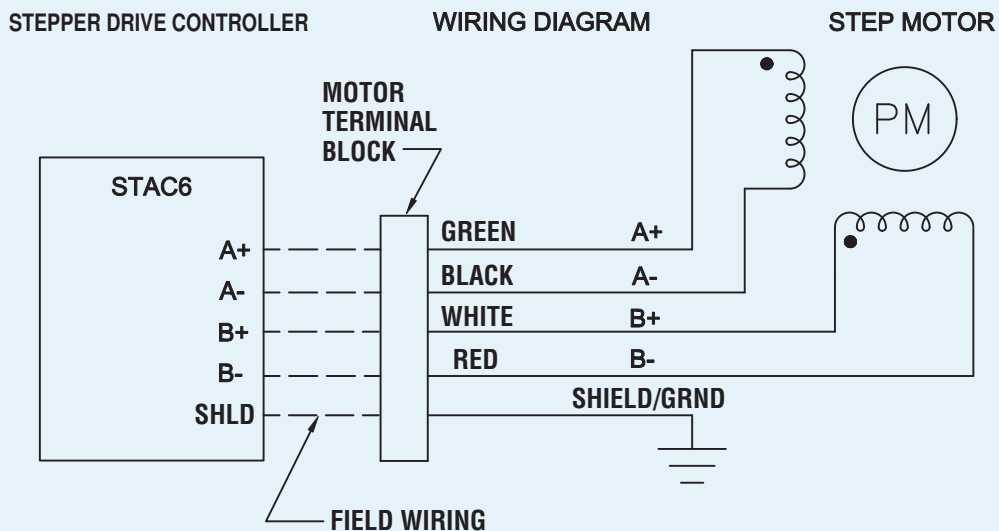 STEPPER DRIVE CONTROLLER
WIRING DIAGRAM
STEP MOTOR
MOTOR
TERMINAL
BLOCK
PM
STAC6
A+
GREEN
A+
A-
BLACK
A-
B+
WHITE
B+
B-
RED
B-
SHLD
SHIELD/GRND
FIELD WIRING